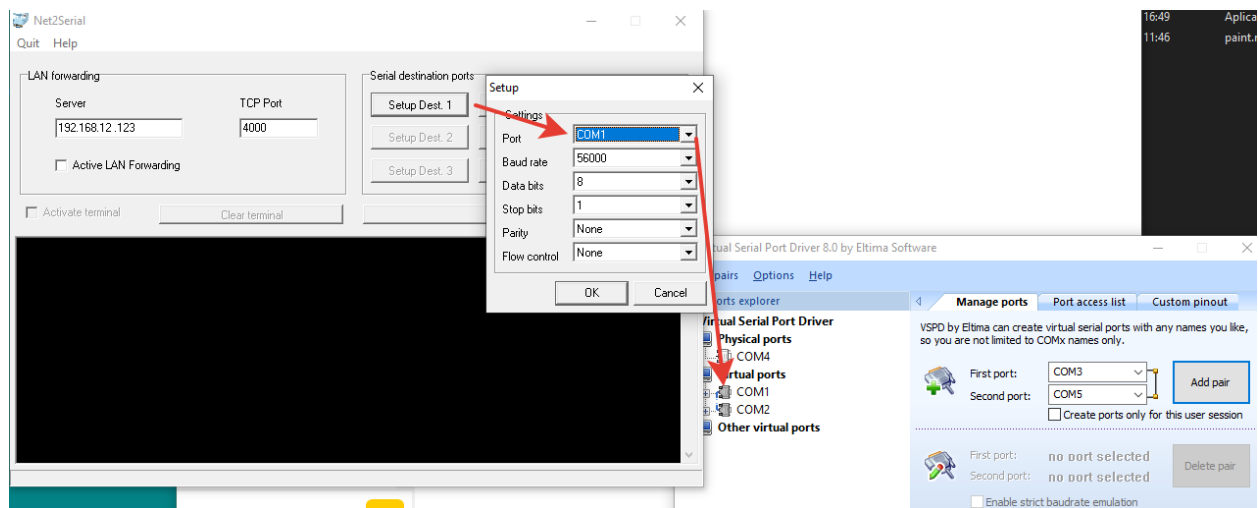 Net2Serial
Quit Help
LAN forwarding
Server TCP Port
192.168.12 .123 4000
Active LAN Forwarding
Serial destination ports
Setup Dest. 1
Setup Dest. 2
Setup Dest. 3
Activate terminal Clear terminal
Setup
Settings
Port COM1
Baud rate 56000
Data bits 8
Stop bits 1
Parity None
Flow control None
OK Cancel
16:49 Aplica
11:46 paint.
tual Serial Port Driver 8.0 by Eltima Software
pairs Options Help
orts explorer
Virtual Serial Port Driver
Physical ports
COM4
rtual ports
COM1
COM2
Other virtual ports
Manage ports Port access list Custom pinout
VSPD by Eltima can create virtual serial ports with any names you like,
so you are not limited to COMx names only.
First port: COM3
Second port: COM5
Add pair
Create ports only for this user session
First port: no port selected
Second port: no port selected
Delete pair
Enable strict baudrate emulation